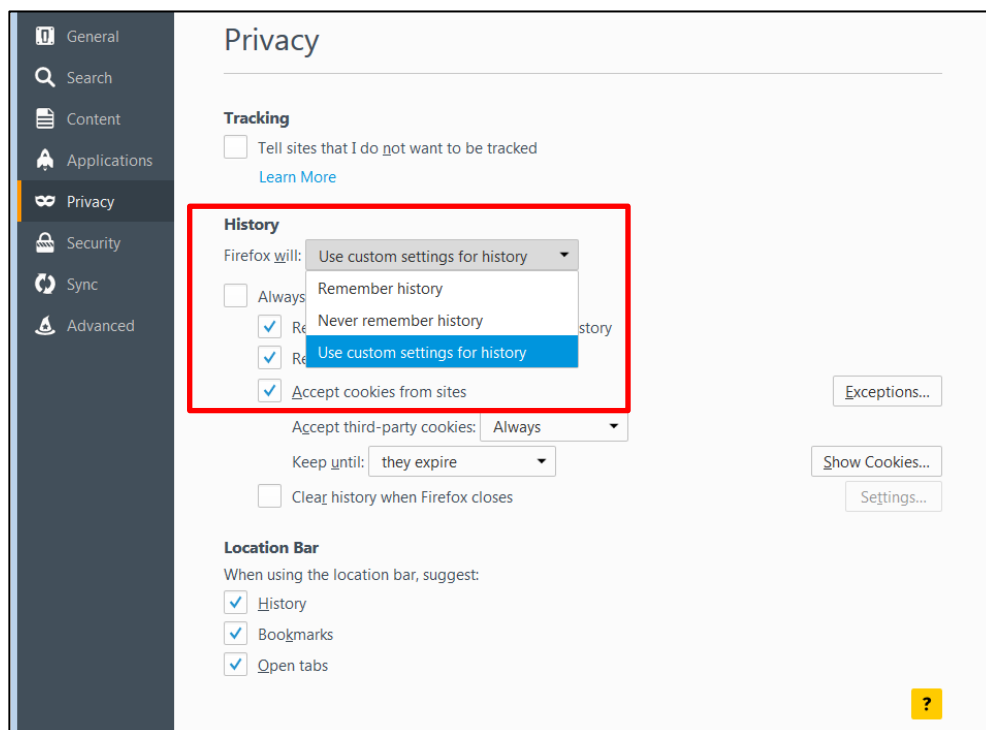 General
Search
Content
Applications
Privacy
Security
Sync
Advanced
Privacy
Tracking
Tell sites that I do not want to be tracked
Learn More
History
Firefox will: Use custom settings for history
Remember history
Never remember history
Use custom settings for history
Always
Re story
Re
Accept cookies from sites Exceptions...
Accept third-party cookies: Always
Keep until: they expire Show Cookies...
Clear history when Firefox closes Settings...
Location Bar
When using the location bar, suggest:
History
Bookmarks
Open tabs
?